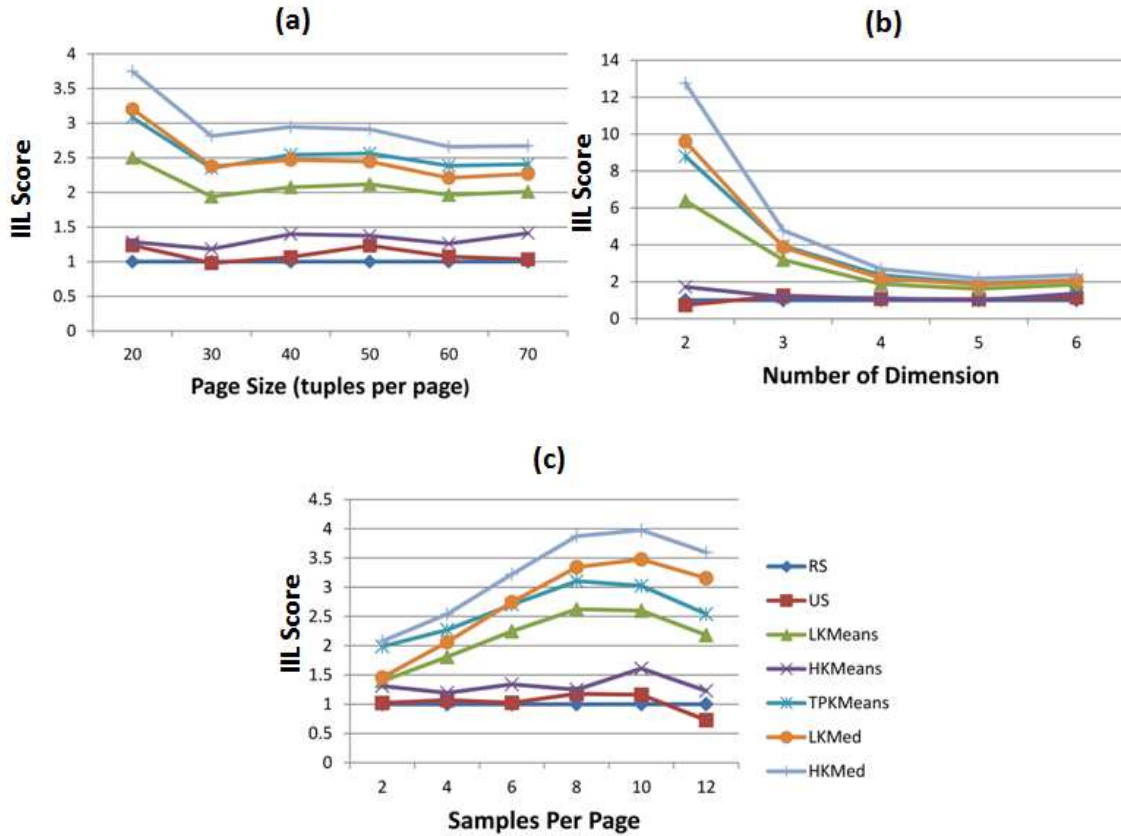 (a)
4
3.5
3
2.5
2
1.5
1
0.5
0
IIL Score
20 30 40 50 60 70
Page Size (tuples per page)
(b)
14
12
10
8
6
4
2
0
IIL Score
2 3 4 5 6
Number of Dimension
(c)
4.5
4
3.5
3
2.5
2
1.5
1
0.5
0
IIL Score
2 4 6 8 10 12
Samples Per Page
RS
US
LKMeans
HKMeans
TPKMeans
LKMed
HKMed